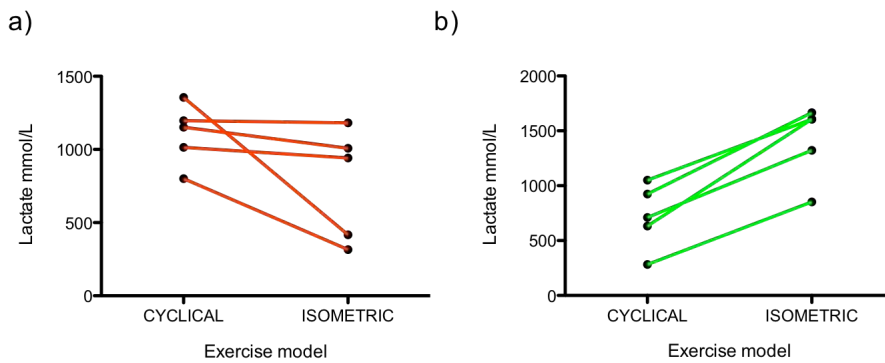 a)
Lactate mmol/L
1500
1000
500
0
CYCLICAL ISOMETRIC
Exercise model
b)
Lactate mmol/L
2000
1500
1000
500
0
CYCLICAL ISOMETRIC
Exercise model